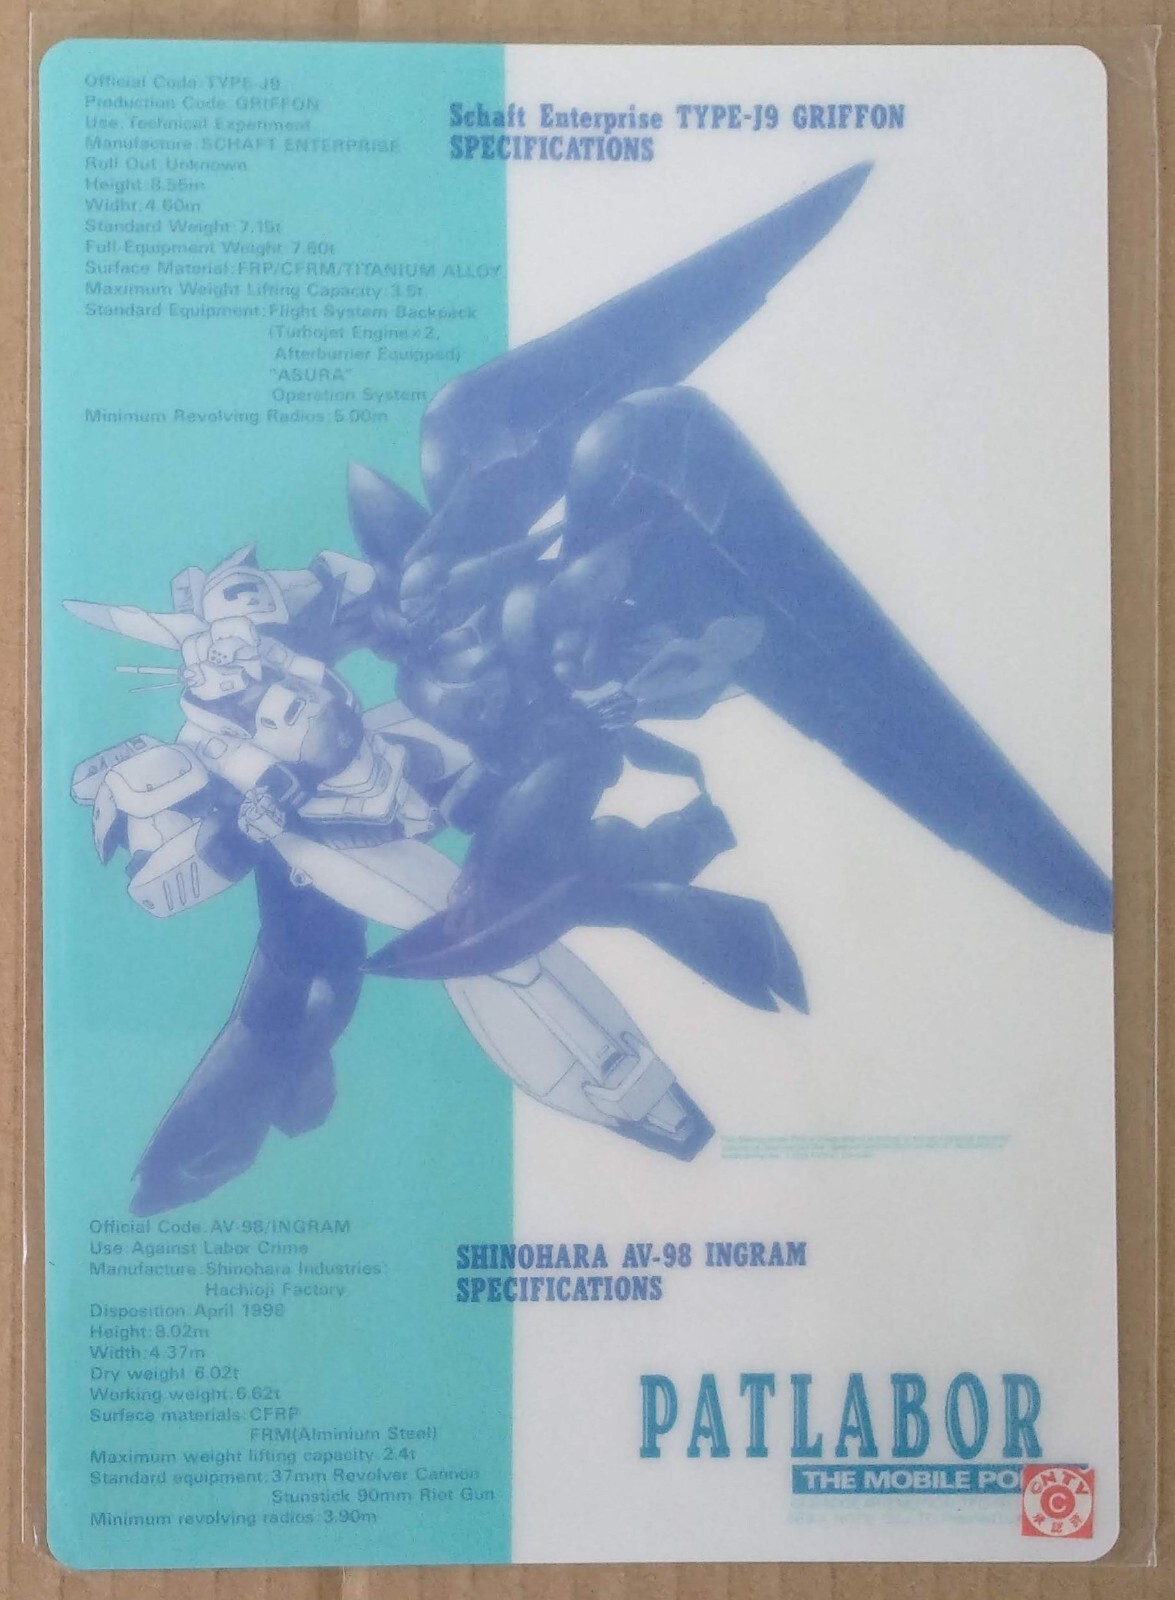 Official Code:TYPE-J9
Production Code:GRIFFON
Use:Technical Experiment
Manufacture:SCHAFT ENTERPRISE
Roll Out:Unknown
Height:8.55m
Widht:4.60m
Standard Weight:7.15t
Full-Equipment Weight:7.60t
Surface Material:FRP/CFRM/TITANIUM ALLOY
Maximum Weight Lifting Capacity:3.5t
Standard Equipment:Flight System Backpack
(Turbojet Engine×2,
Afterburner Equipped)
"ASURA"
Operation System
Minimum Revolving Radios:5.00m
Schaft Enterprise TYPE-J9 GRIFFON
SPECIFICATIONS
Official Code:AV-98/INGRAM
Use:Against Labor Crime
Manufacture:Shinohara Industries:
Hachioji Factory
Disposition:April 1998
Height:8.02m
Width:4.37m
Dry weight:6.02t
Working weight:6.62t
Surface materials:CFRP
FRM(Alminium Steel)
Maximum weight lifting capacity:2.4t
Standard equipment:37mm Revolver Cannon
Stunstick 90mm Riot Gun
Minimum revolving radios:3.90m
SHINOHARA AV-98 INGRAM
SPECIFICATIONS
PATLABOR
THE MOBILE PO
CNTV
C
承認済